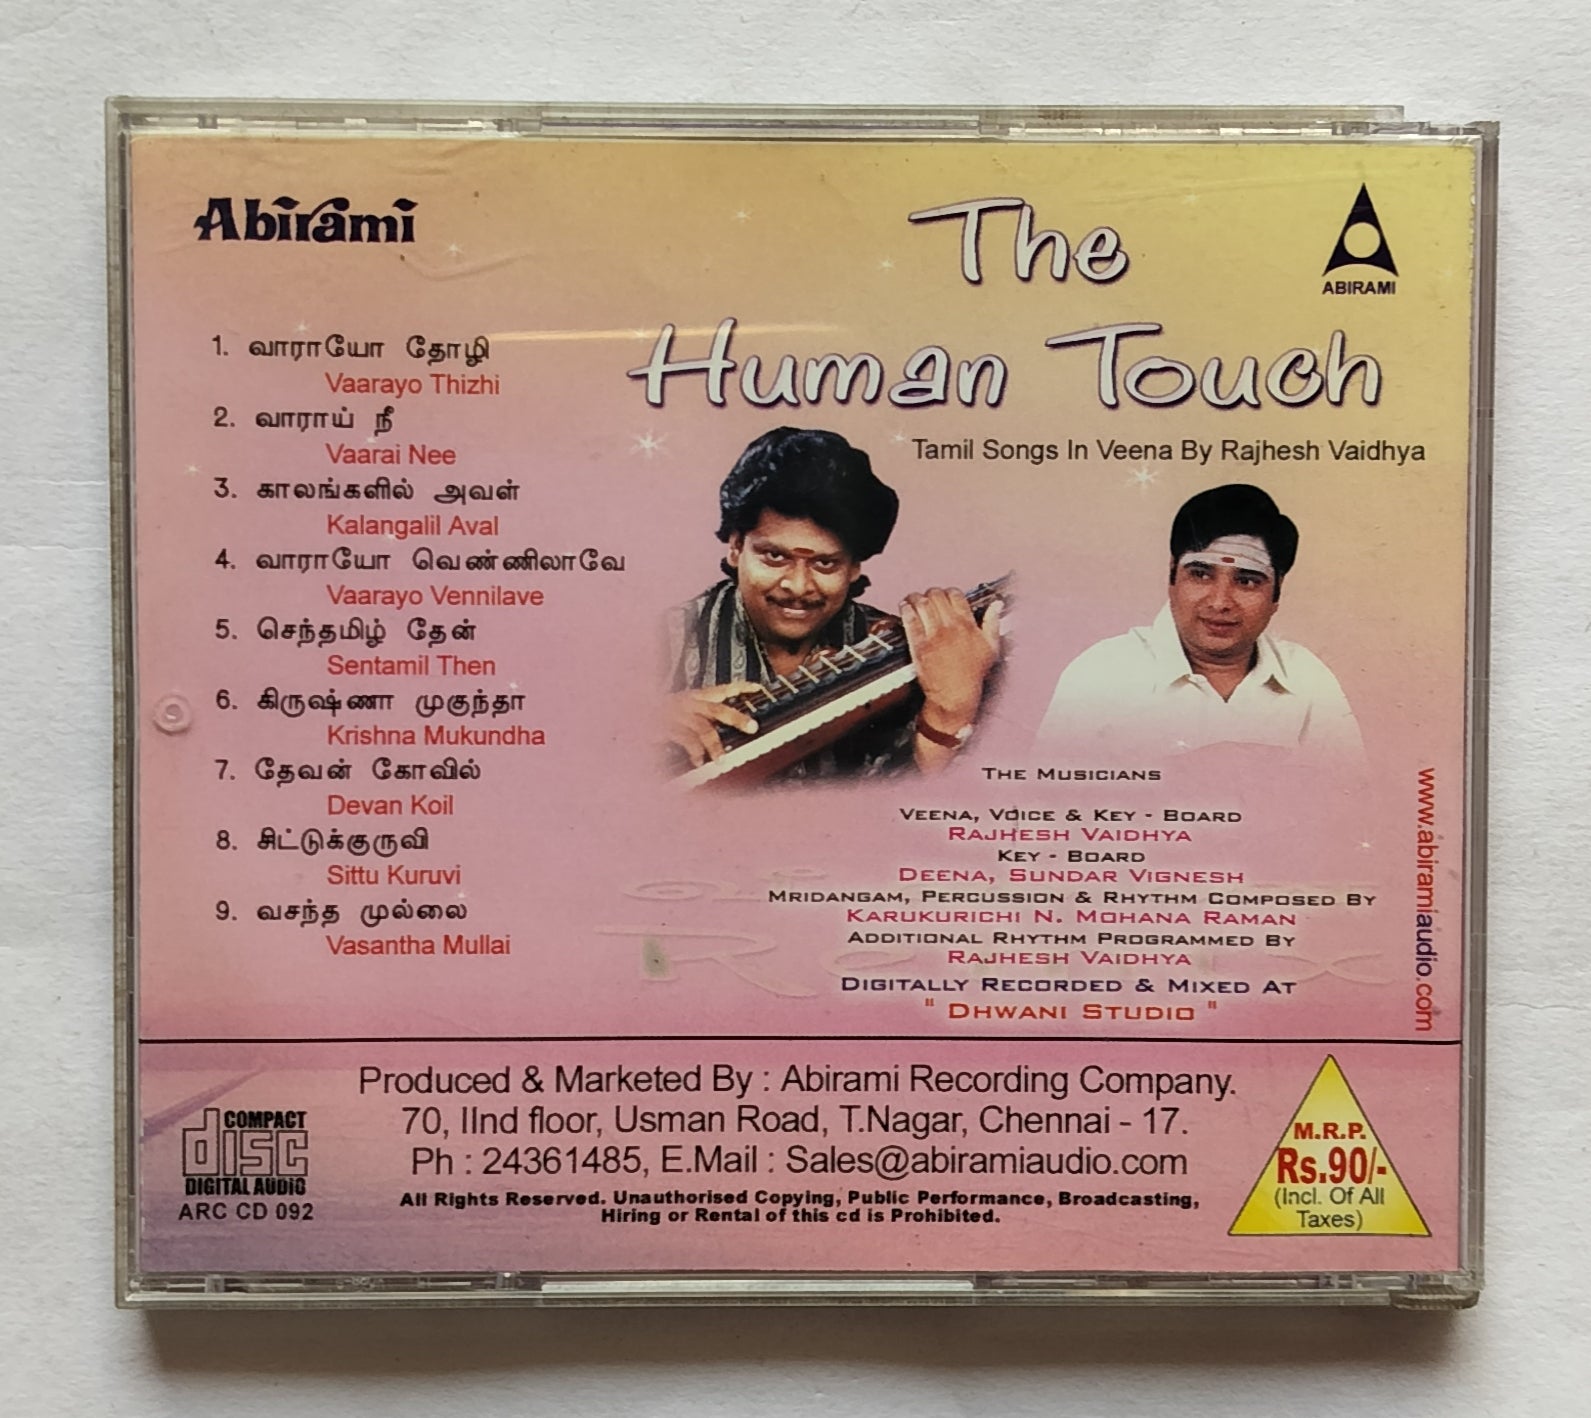 Abirami
The
Human Touch
ABIRAMI
Tamil Songs In Veena By Rajhesh Vaidhya
1. வாராயோ தோழி
Vaarayo Thizhi
2. வாராய் நீ
Vaarai Nee
3. காலங்களில் அவள்
Kalangalil Aval
4. வாராயோ வெண்ணிலாவே
Vaarayo Vennilave
5. செந்தமிழ் தேன்
Sentamil Then
6. கிருஷ்ணா முகுந்தா
Krishna Mukundha
7. தேவன் கோவில்
Devan Koil
8. சிட்டுக்குருவி
Sittu Kuruvi
9. வசந்த முல்லை
Vasantha Mullai
The Musicians
Veena, Voice & Key - Board
Rajhesh Vaidhya
Key - Board
Deena, Sundar Vignesh
Mridangam, Percussion & Rhythm Composed By
Karukurichi N. Mohana Raman
Additional Rhythm Programmed By
Rajhesh Vaidhya
Digitally Recorded & Mixed At
" Dhwani Studio "
www.abiramiaudio.com
Produced & Marketed By : Abirami Recording Company.
70, IInd floor, Usman Road, T.Nagar, Chennai - 17.
Ph : 24361485, E.Mail : Sales@abiramiaudio.com
All Rights Reserved. Unauthorised Copying, Public Performance, Broadcasting,
Hiring or Rental of this cd is Prohibited.
COMPACT
disc
DIGITAL AUDIO
ARC CD 092
M.R.P.
Rs.90/-
(Incl. Of All
Taxes)